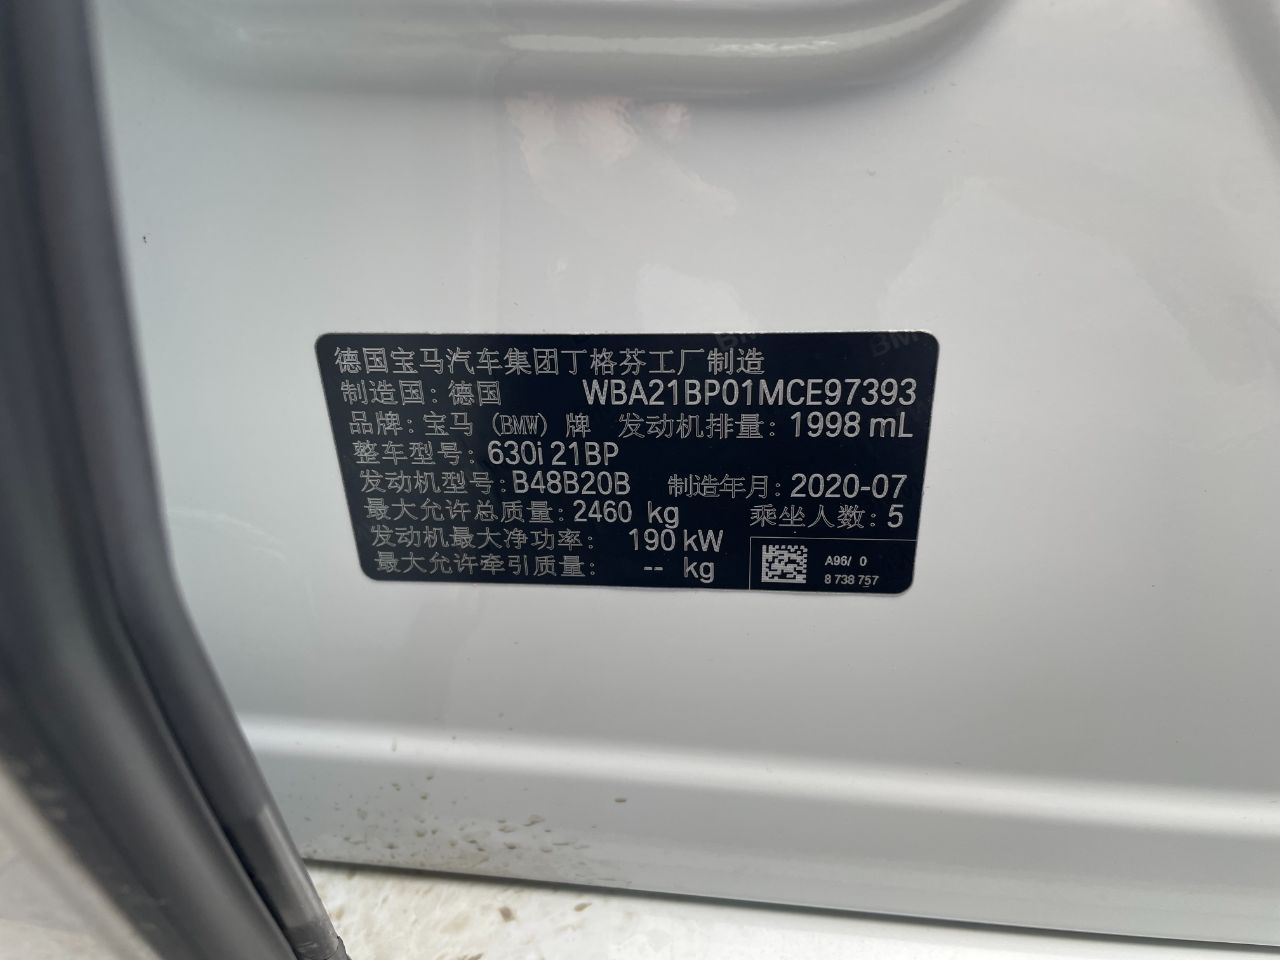 德国宝马汽车集团丁格芬工厂制造
制造国：德国 WBA21BP01MCE97393
品牌：宝马（BMW）牌 发动机排量：1998 mL
整车型号：630i 21BP
发动机型号：B48B20B 制造年月：2020-07
最大允许总质量：2460 kg 乘坐人数：5
发动机最大净功率： 190 kW
最大允许牵引质量： -- kg
A96/ 0
8 738 757